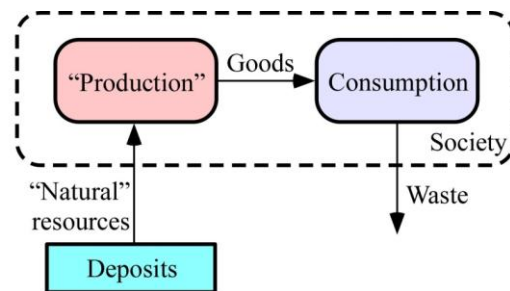 Goods
“Production”
Consumption
Society
“Natural”
resources
Waste
Deposits